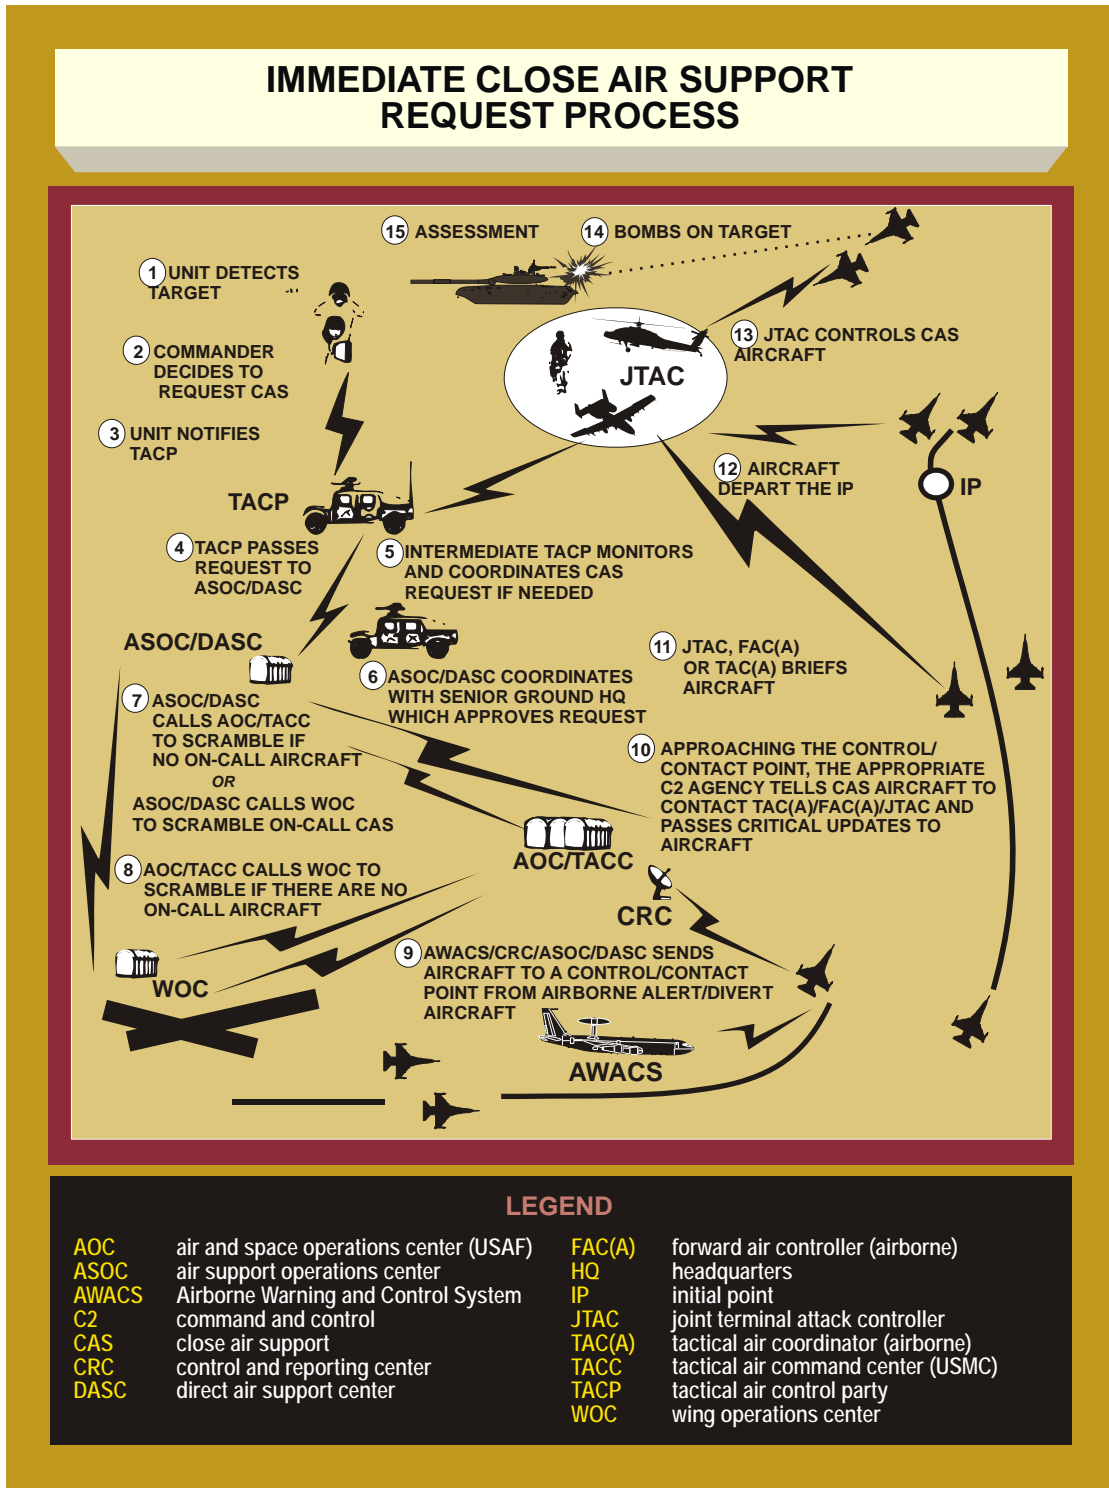 IMMEDIATE CLOSE AIR SUPPORT
REQUEST PROCESS
15 ASSESSMENT
14 BOMBS ON TARGET
1 UNIT DETECTS
TARGET
2 COMMANDER
DECIDES TO
REQUEST CAS
13 JTAC CONTROLS CAS
AIRCRAFT
JTAC
3 UNIT NOTIFIES
TACP
12 AIRCRAFT
DEPART THE IP
IP
TACP
4 TACP PASSES
REQUEST TO
ASOC/DASC
5 INTERMEDIATE TACP MONITORS
AND COORDINATES CAS
REQUEST IF NEEDED
ASOC/DASC
11 JTAC, FAC(A)
OR TAC(A) BRIEFS
AIRCRAFT
6 ASOC/DASC COORDINATES
WITH SENIOR GROUND HQ
WHICH APPROVES REQUEST
7 ASOC/DASC
CALLS AOC/TACC
TO SCRAMBLE IF
NO ON-CALL AIRCRAFT
OR
ASOC/DASC CALLS WOC
TO SCRAMBLE ON-CALL CAS
10 APPROACHING THE CONTROL/
CONTACT POINT, THE APPROPRIATE
C2 AGENCY TELLS CAS AIRCRAFT TO
CONTACT TAC(A)/FAC(A)/JTAC AND
PASSES CRITICAL UPDATES TO
AIRCRAFT
AOC/TACC
8 AOC/TACC CALLS WOC TO
SCRAMBLE IF THERE ARE NO
ON-CALL AIRCRAFT
CRC
9 AWACS/CRC/ASOC/DASC SENDS
AIRCRAFT TO A CONTROL/CONTACT
POINT FROM AIRBORNE ALERT/DIVERT
AIRCRAFT
WOC
AWACS
LEGEND
AOC air and space operations center (USAF)
ASOC air support operations center
AWACS Airborne Warning and Control System
C2 command and control
CAS close air support
CRC control and reporting center
DASC direct air support center
FAC(A) forward air controller (airborne)
HQ headquarters
IP initial point
JTAC joint terminal attack controller
TAC(A) tactical air coordinator (airborne)
TACC tactical air command center (USMC)
TACP tactical air control party
WOC wing operations center